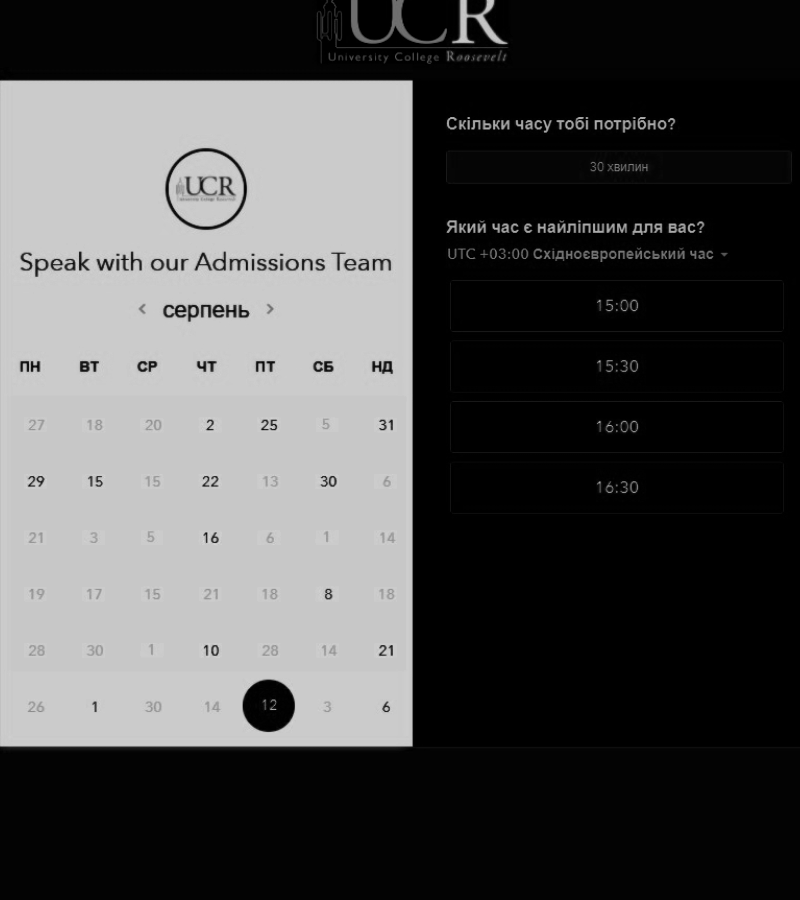 UCR
University College Roosevelt
UCR
University College Roosevelt
Speak with our Admissions Team
серпень
ПН ВТ СР ЧТ ПТ СБ НД
27 18 20 2 25 5 31
29 15 15 22 13 30 6
21 3 5 16 6 1 14
19 17 15 21 18 8 18
28 30 1 10 28 14 21
26 1 30 14 12 3 6
Скільки часу тобі потрібно?
30 хвилин
Який час є найліпшим для вас?
UTC +03:00 Східноєвропейський час
15:00
15:30
16:00
16:30